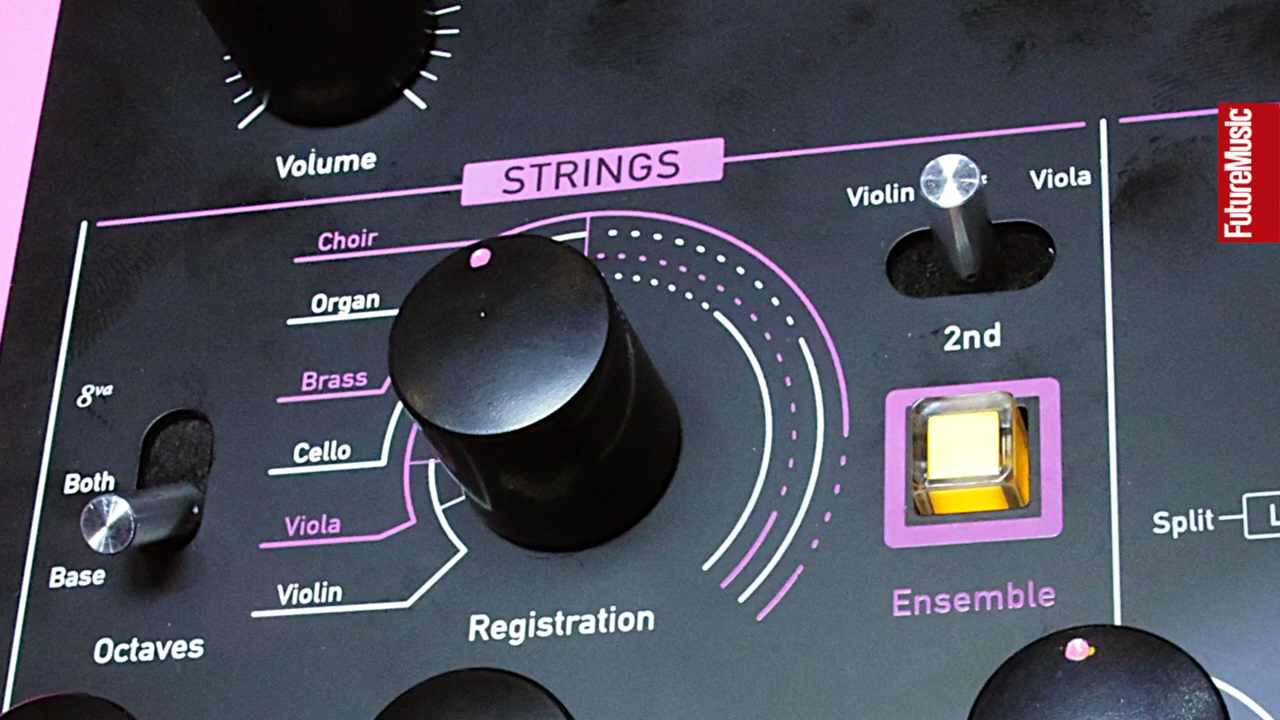 Volume
STRINGS
FutureMusic
Violin
Viola
Choir
Organ
2nd
Brass
8va
Cello
Both
Viola
Split
L
Base
Violin
Ensemble
Registration
Octaves